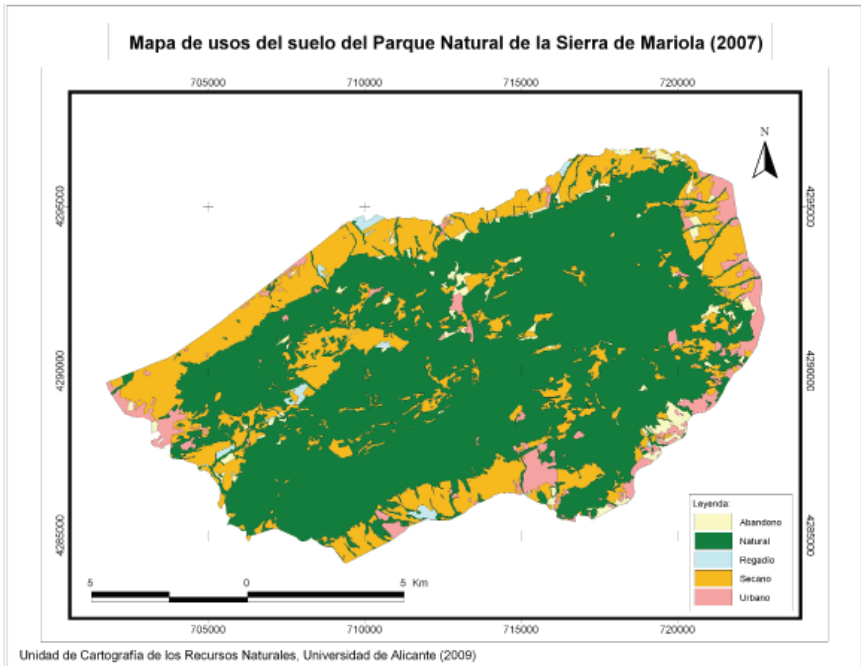 Mapa de usos del suelo del Parque Natural de la Sierra de Mariola (2007)
705000 710000 715000 720000
N
4295000 4295000
4290000 4290000
4285000 4285000
Leyenda:
Abandono
Natural
Regadío
Secano
Urbano
5 0 5 Km
705000 710000 715000 720000
Unidad de Cartografía de los Recursos Naturales, Universidad de Alicante (2009)